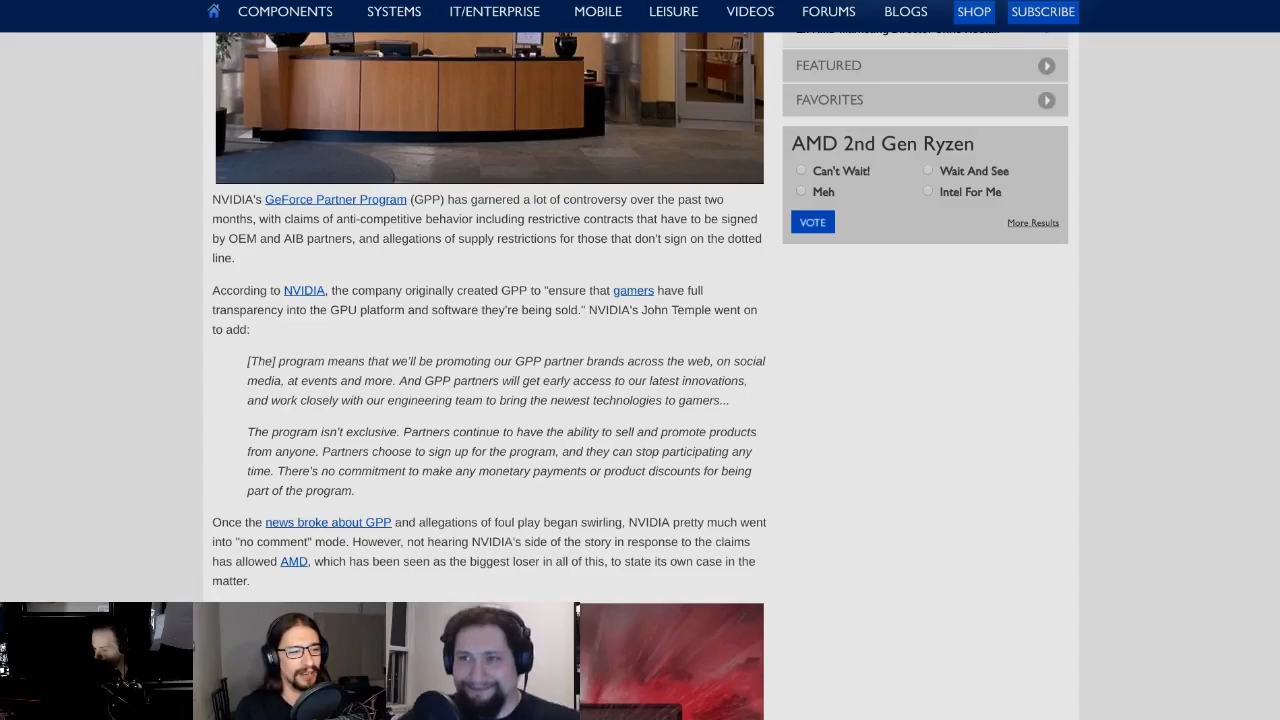 COMPONENTS SYSTEMS IT/ENTERPRISE MOBILE LEISURE VIDEOS FORUMS BLOGS SHOP SUBSCRIBE
FEATURED
FAVORITES
AMD 2nd Gen Ryzen
Can't Wait! Wait And See
Meh Intel For Me
VOTE More Results
NVIDIA's GeForce Partner Program (GPP) has garnered a lot of controversy over the past two
months, with claims of anti-competitive behavior including restrictive contracts that have to be signed
by OEM and AIB partners, and allegations of supply restrictions for those that don't sign on the dotted
line.
According to NVIDIA, the company originally created GPP to "ensure that gamers have full
transparency into the GPU platform and software they're being sold." NVIDIA's John Temple went on
to add:
[The] program means that we'll be promoting our GPP partner brands across the web, on social
media, at events and more. And GPP partners will get early access to our latest innovations,
and work closely with our engineering team to bring the newest technologies to gamers...
The program isn't exclusive. Partners continue to have the ability to sell and promote products
from anyone. Partners choose to sign up for the program, and they can stop participating any
time. There's no commitment to make any monetary payments or product discounts for being
part of the program.
Once the news broke about GPP and allegations of foul play began swirling, NVIDIA pretty much went
into "no comment" mode. However, not hearing NVIDIA's side of the story in response to the claims
has allowed AMD, which has been seen as the biggest loser in all of this, to state its own case in the
matter.